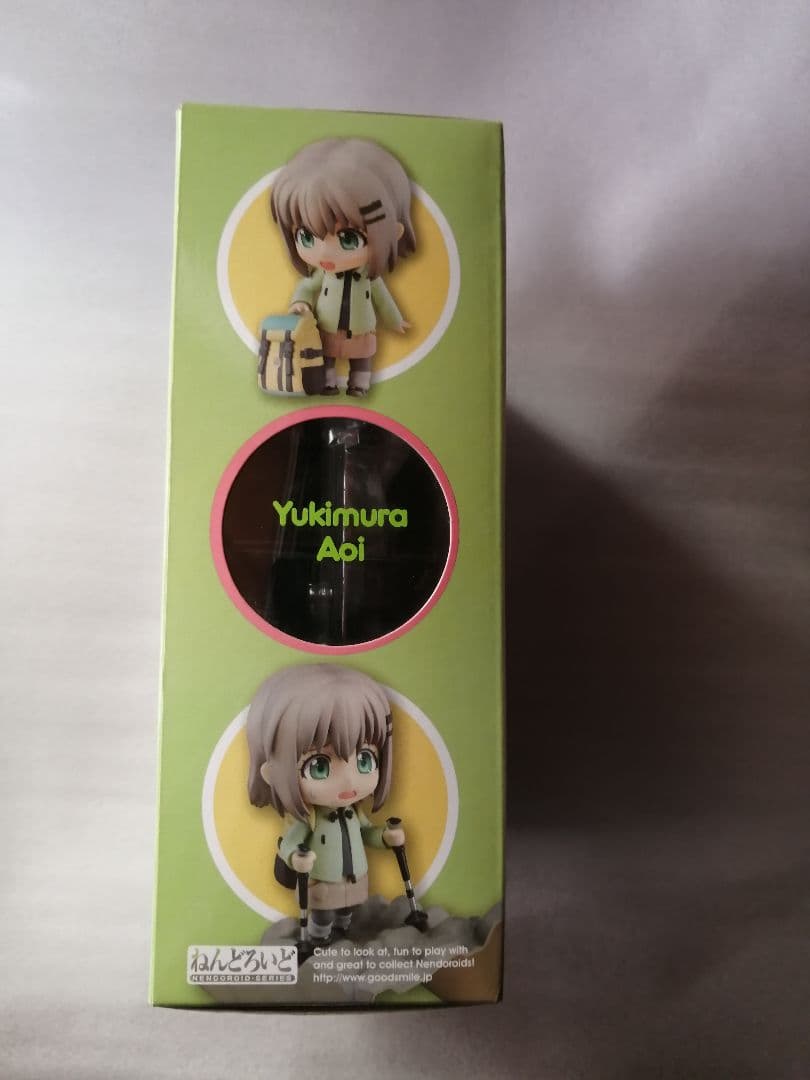 Yukimura
Aoi
ねんどろいど
NENDOROID-SERIES
Cute to look at, fun to play with
and great to collect Nendoroids!
http://www.goodsmile.jp